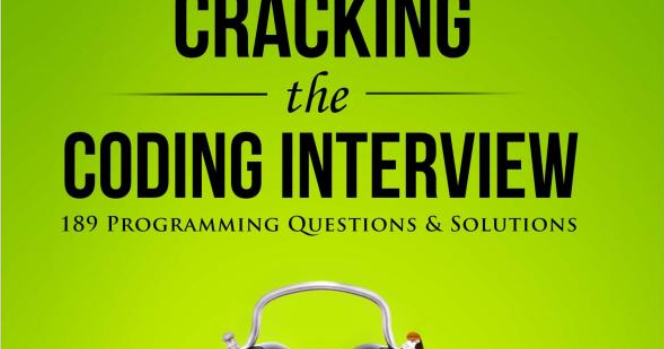 CRACKING
the
CODING INTERVIEW
189 PROGRAMMING QUESTIONS & SOLUTIONS